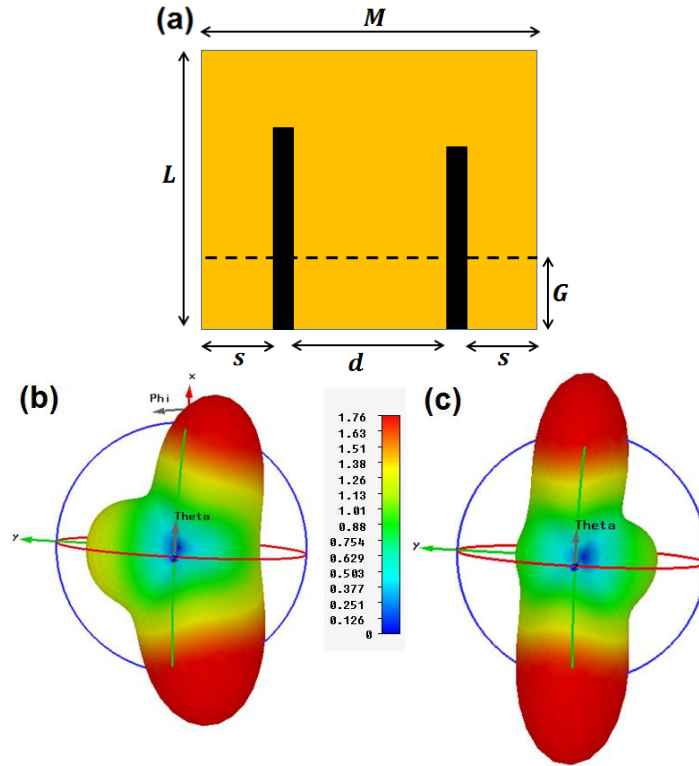 (a)
M
L
G
s
d
s
(b)
x
Phi
Theta
y
z
1.76
1.63
1.51
1.38
1.26
1.13
1.01
0.88
0.754
0.629
0.503
0.377
0.251
0.126
0
(c)
Theta
y
z